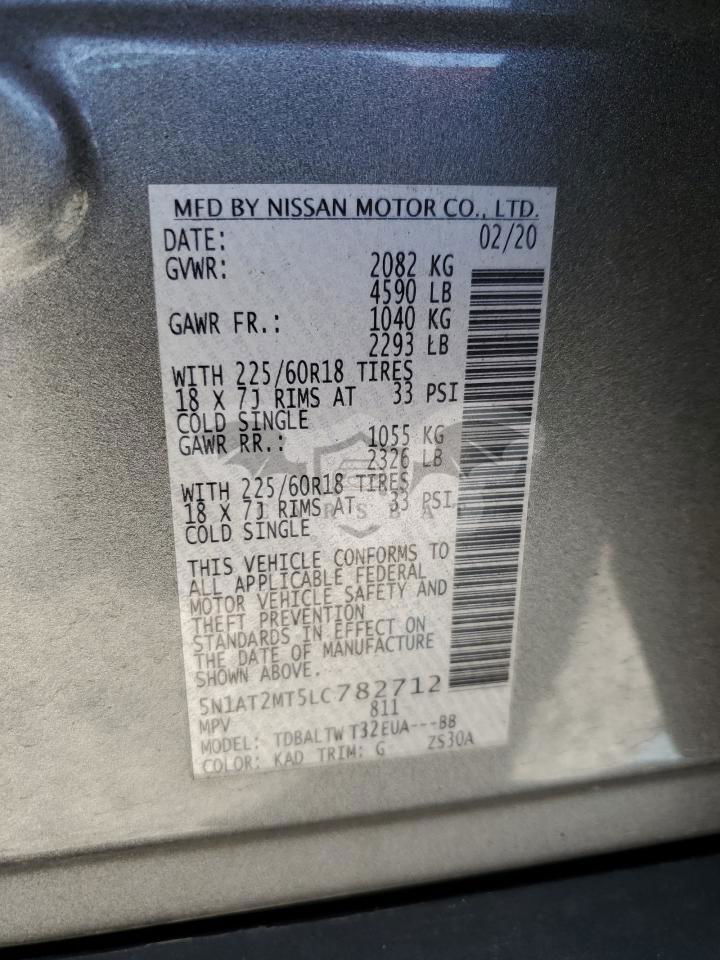 MFD BY NISSAN MOTOR CO., LTD.
DATE: 02/20
GVWR: 2082 KG
4590 LB
GAWR FR.: 1040 KG
2293 LB
WITH 225/60R18 TIRES
18 X 7J RIMS AT 33 PSI
COLD SINGLE
GAWR RR.: 1055 KG
2326 LB
WITH 225/60R18 TIRES
18 X 7J RIMS AT 33 PSI
COLD SINGLE
THIS VEHICLE CONFORMS TO
ALL APPLICABLE FEDERAL
MOTOR VEHICLE SAFETY AND
THEFT PREVENTION
STANDARDS IN EFFECT ON
THE DATE OF MANUFACTURE
SHOWN ABOVE.
5N1AT2MT5LC782712
MPV 811
MODEL: TDBALTW T32EUA---BB
COLOR: KAD TRIM: G ZS30A